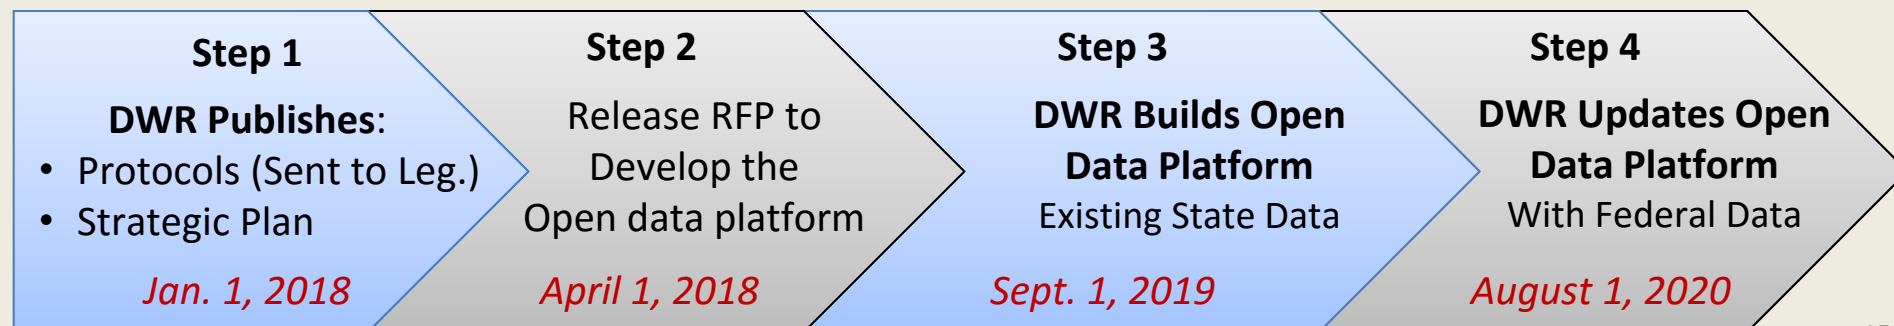 Step 1
DWR Publishes:
• Protocols (Sent to Leg.)
• Strategic Plan
Jan. 1, 2018
Step 2
Release RFP to
Develop the
Open data platform
April 1, 2018
Step 3
DWR Builds Open
Data Platform
Existing State Data
Sept. 1, 2019
Step 4
DWR Updates Open
Data Platform
With Federal Data
August 1, 2020